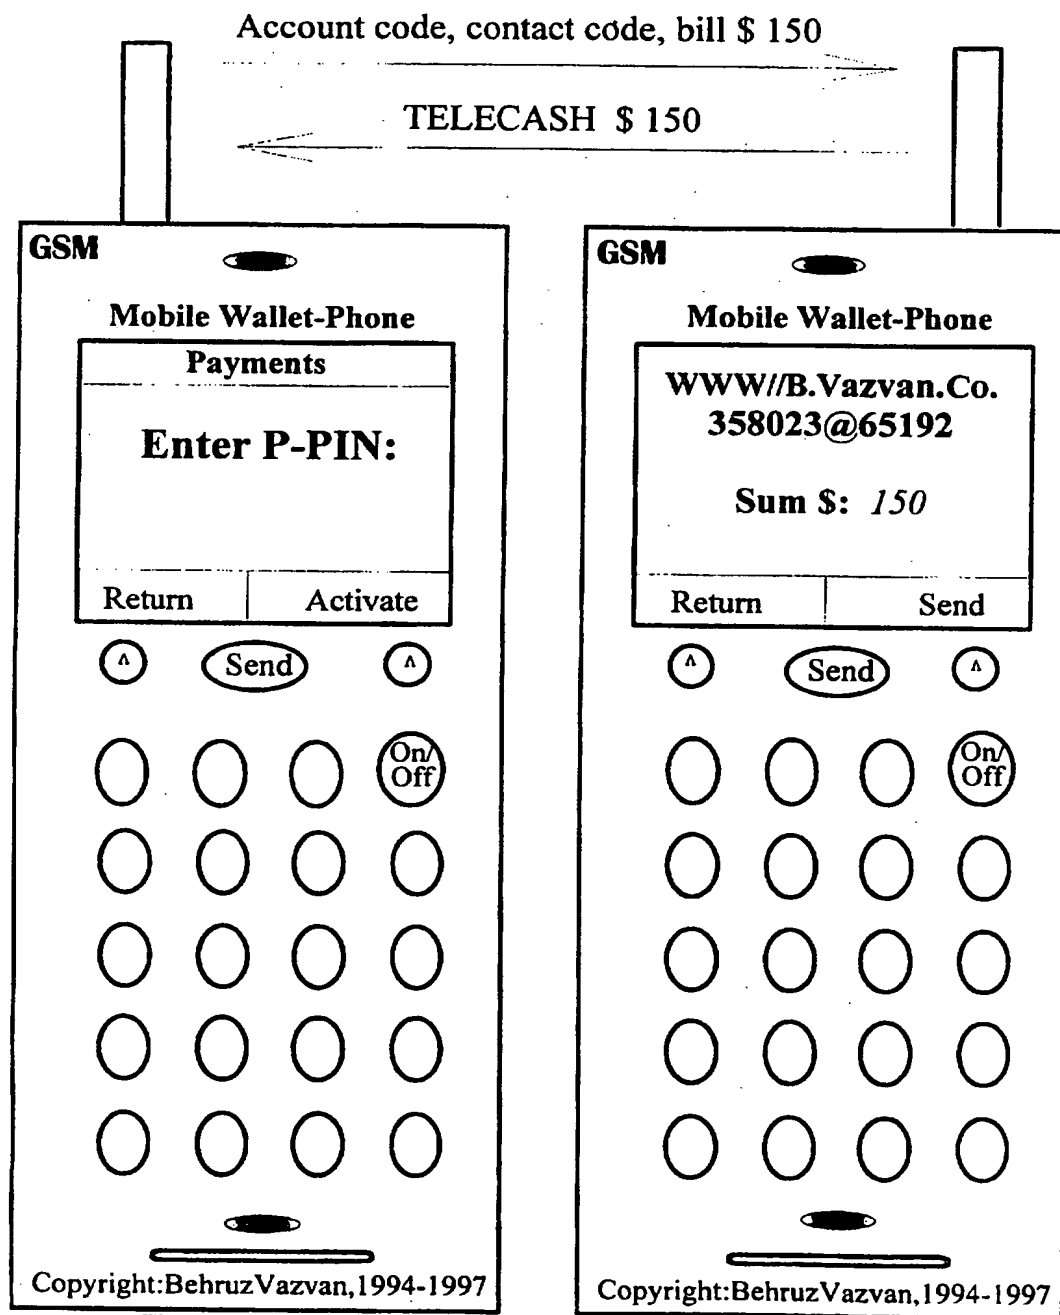 Account code, contact code, bill $ 150
TELECASH $ 150
GSM
Mobile Wallet-Phone
Payments
Enter P-PIN:
Return Activate
^ Send ^
On/
Off
Copyright:BehruzVazvan,1994-1997
GSM
Mobile Wallet-Phone
WWW//B.Vazvan.Co.
358023@65192
Sum $: 150
Return Send
^ Send ^
On/
Off
Copyright:BehruzVazvan,1994-1997